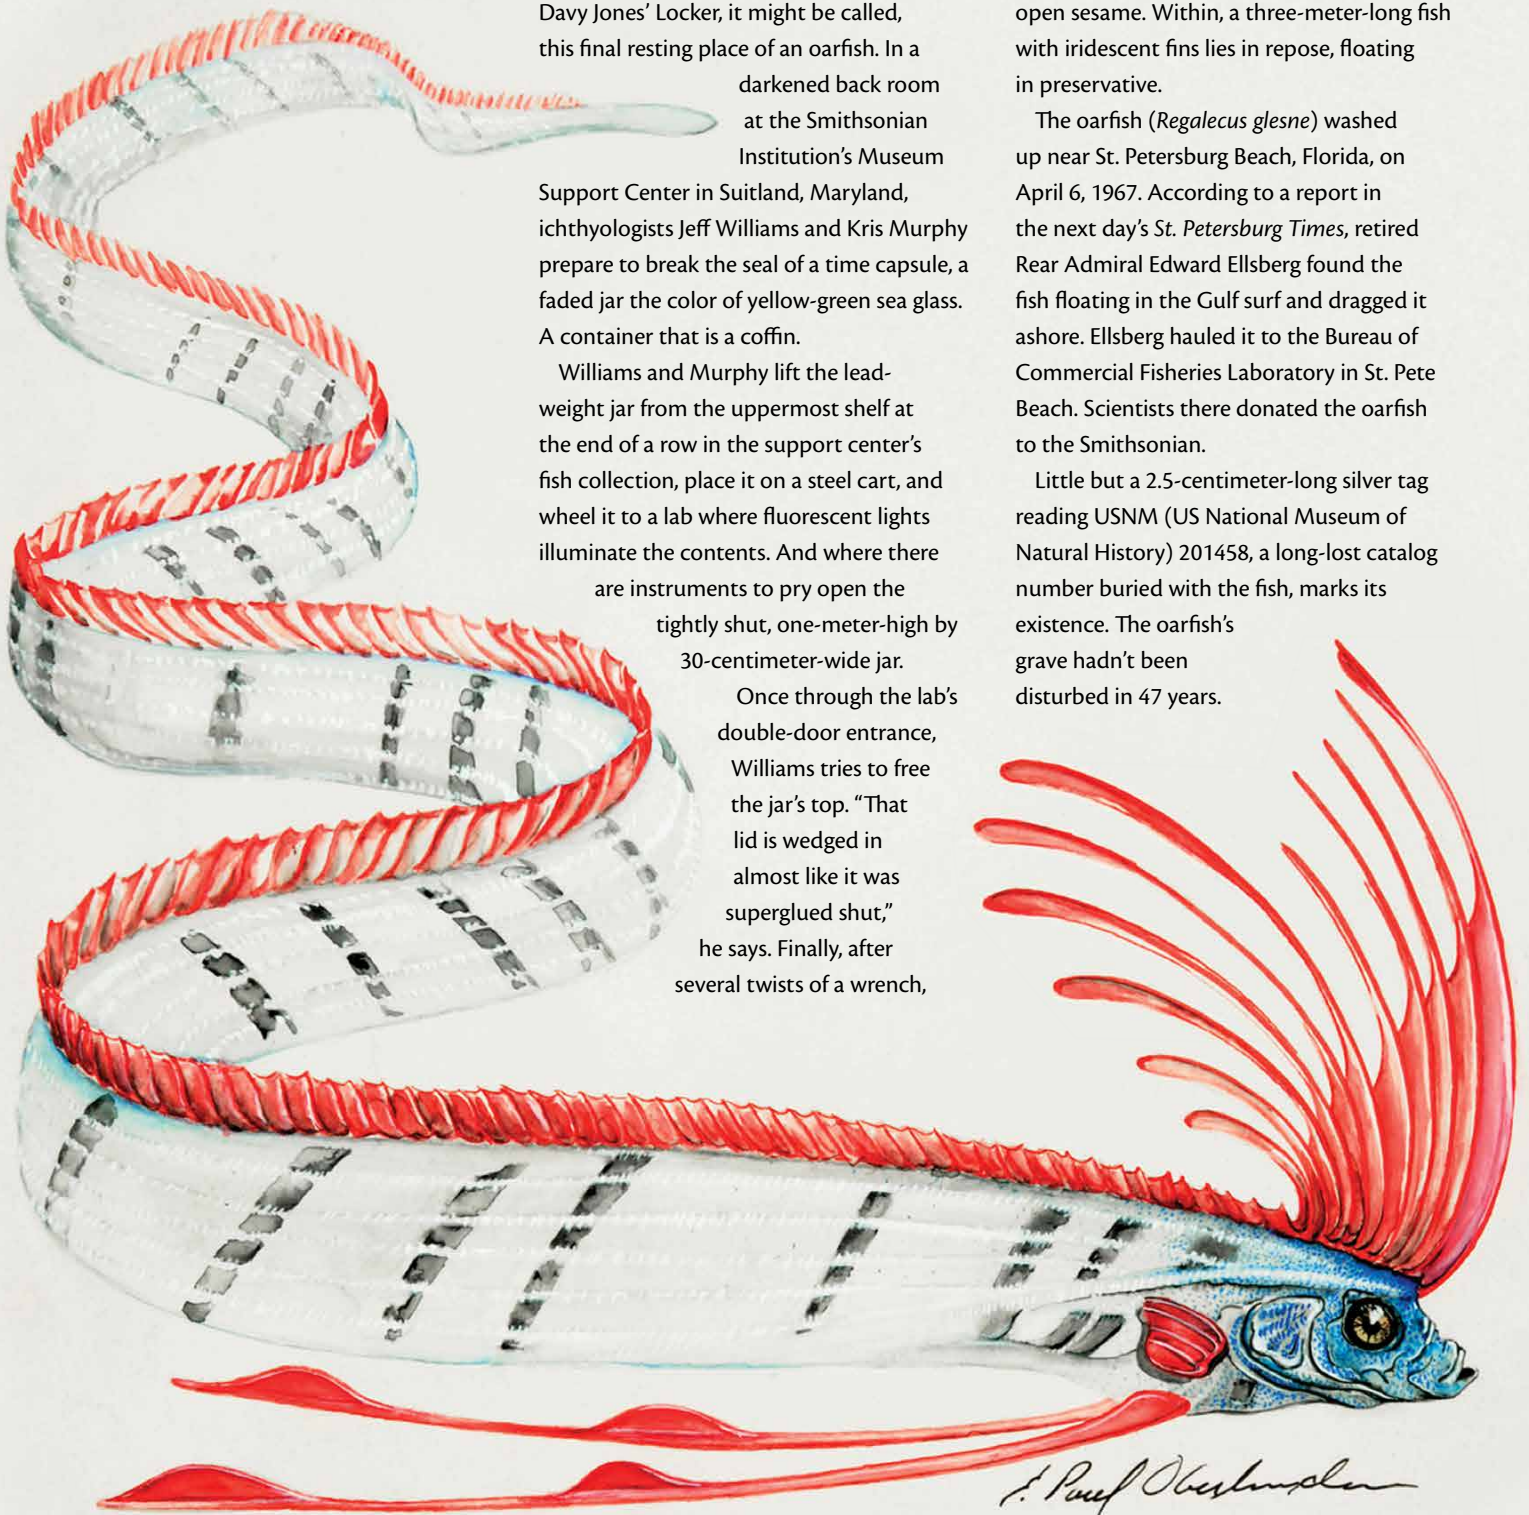 Davy Jones’ Locker, it might be called,
this final resting place of an oarfish. In a
darkened back room
at the Smithsonian
Institution’s Museum
Support Center in Suitland, Maryland,
ichthyologists Jeff Williams and Kris Murphy
prepare to break the seal of a time capsule, a
faded jar the color of yellow-green sea glass.
A container that is a coffin.
Williams and Murphy lift the lead-
weight jar from the uppermost shelf at
the end of a row in the support center’s
fish collection, place it on a steel cart, and
wheel it to a lab where fluorescent lights
illuminate the contents. And where there
are instruments to pry open the
tightly shut, one-meter-high by
30-centimeter-wide jar.
Once through the lab’s
double-door entrance,
Williams tries to free
the jar’s top. “That
lid is wedged in
almost like it was
superglued shut,”
he says. Finally, after
several twists of a wrench,
open sesame. Within, a three-meter-long fish
with iridescent fins lies in repose, floating
in preservative.
The oarfish (Regalecus glesne) washed
up near St. Petersburg Beach, Florida, on
April 6, 1967. According to a report in
the next day’s St. Petersburg Times, retired
Rear Admiral Edward Ellsberg found the
fish floating in the Gulf surf and dragged it
ashore. Ellsberg hauled it to the Bureau of
Commercial Fisheries Laboratory in St. Pete
Beach. Scientists there donated the oarfish
to the Smithsonian.
Little but a 2.5-centimeter-long silver tag
reading USNM (US National Museum of
Natural History) 201458, a long-lost catalog
number buried with the fish, marks its
existence. The oarfish’s
grave hadn’t been
disturbed in 47 years.